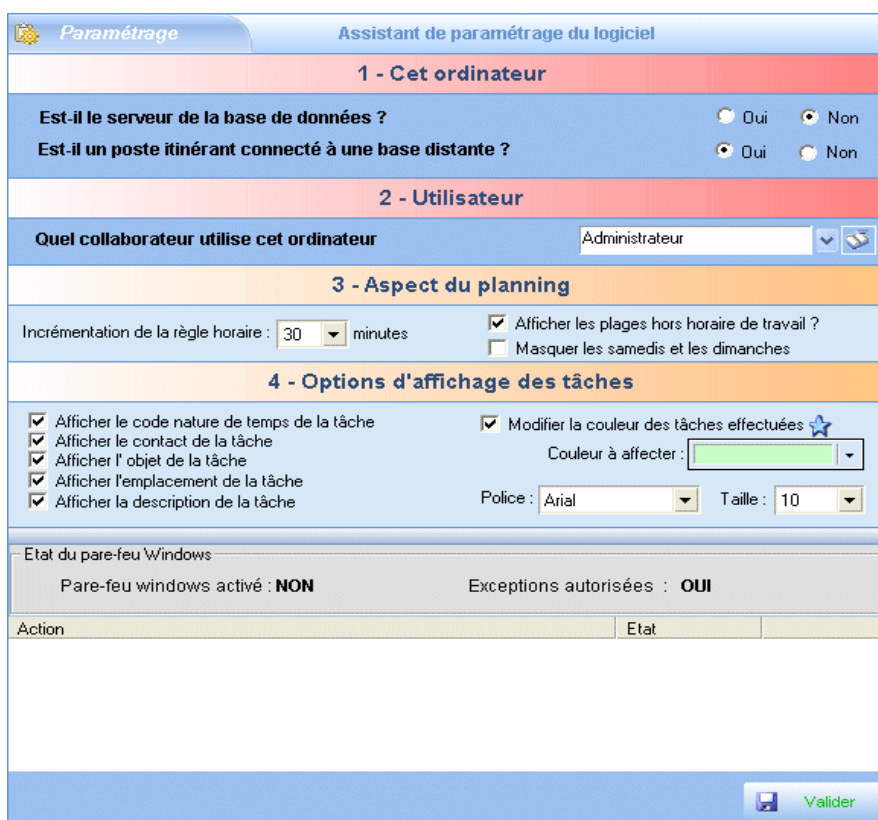 Paramétrage Assistant de paramétrage du logiciel
1 - Cet ordinateur
Est-il le serveur de la base de données ? Oui Non
Est-il un poste itinérant connecté à une base distante ? Oui Non
2 - Utilisateur
Quel collaborateur utilise cet ordinateur Administrateur
3 - Aspect du planning
Incrémentation de la règle horaire : 30 minutes
Afficher les plages hors horaire de travail ?
Masquer les samedis et les dimanches
4 - Options d'affichage des tâches
Afficher le code nature de temps de la tâche
Afficher le contact de la tâche
Afficher l' objet de la tâche
Afficher l'emplacement de la tâche
Afficher la description de la tâche
Modifier la couleur des tâches effectuées
Couleur à affecter :
Police : Arial Taille : 10
Etat du pare-feu Windows
Pare-feu windows activé : NON Exceptions autorisées : OUI
Action Etat
Valider